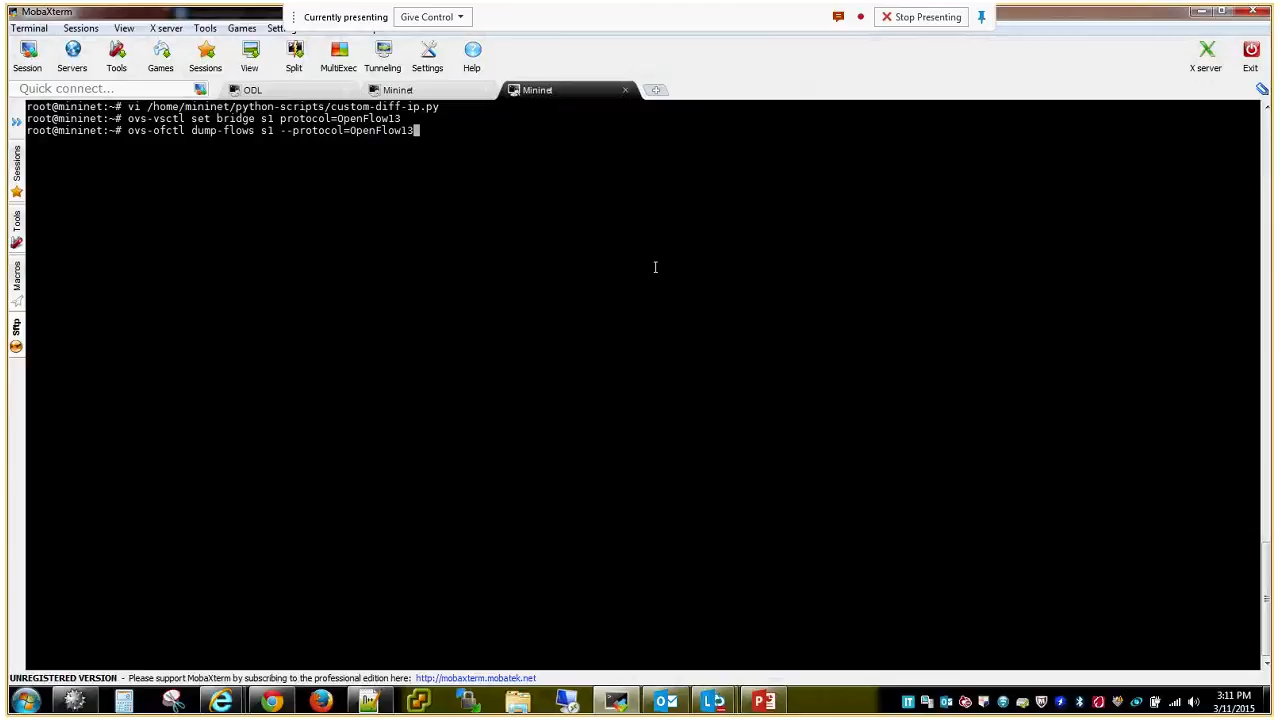 MobaXterm
Currently presenting
Give Control
Stop Presenting
Terminal Sessions View X server Tools Games
Session Servers Tools Games Sessions View Split MultiExec Tunneling Settings Help X server Exit
Quick connect...
ODL
Mininet
Mininet
root@mininet:~# vi /home/mininet/python-scripts/custom-diff-ip.py
root@mininet:~# ovs-vsctl set bridge s1 protocol=OpenFlow13
root@mininet:~# ovs-ofctl dump-flows s1 --protocol=OpenFlow13
Sessions
Tools
Macros
Sftp
UNREGISTERED VERSION - Please support MobaXterm by subscribing to the professional edition here: http://mobaxterm.mobatek.net
3:11 PM
3/11/2015